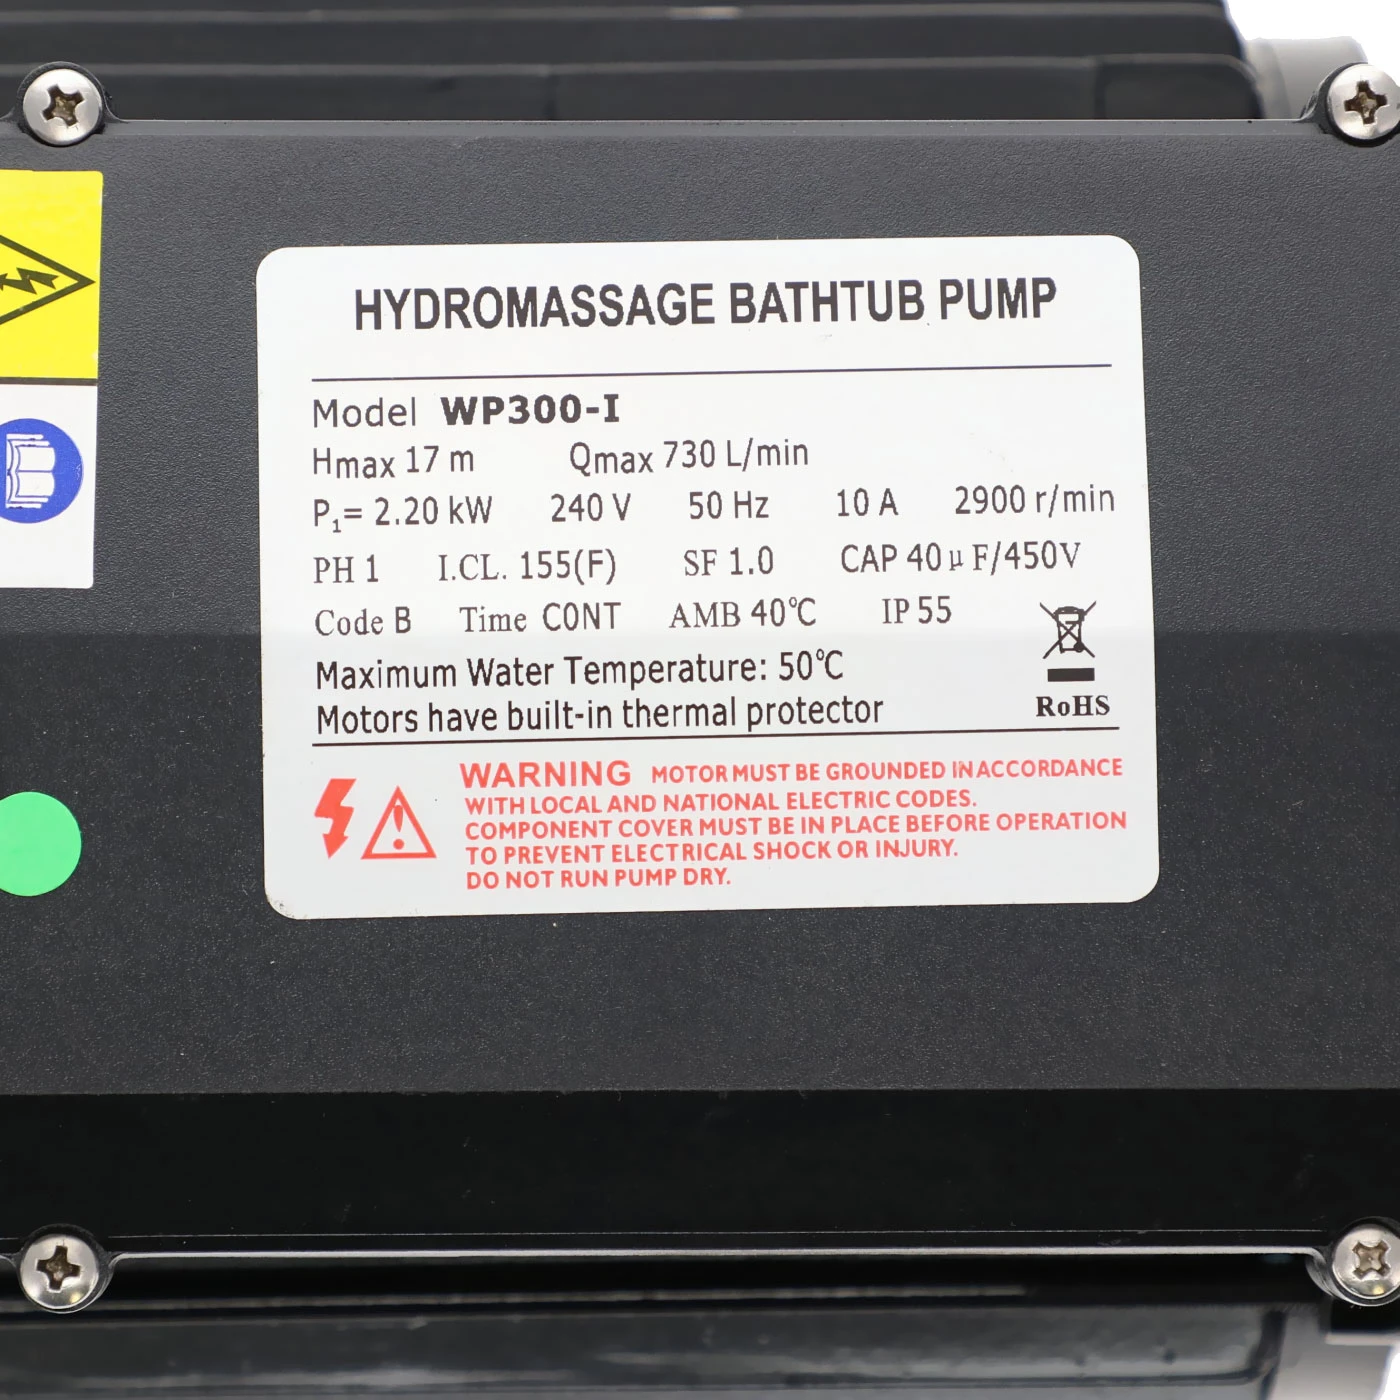 HYDROMASSAGE BATHTUB PUMP
Model WP300-I
Hmax 17 m Qmax 730 L/min
P₁= 2.20 kW 240 V 50 Hz 10 A 2900 r/min
PH 1 I.CL. 155(F) SF 1.0 CAP 40 μ F/450V
Code B Time CONT AMB 40℃ IP 55
Maximum Water Temperature: 50℃
Motors have built-in thermal protector
RoHS
WARNING MOTOR MUST BE GROUNDED IN ACCORDANCE
WITH LOCAL AND NATIONAL ELECTRIC CODES.
COMPONENT COVER MUST BE IN PLACE BEFORE OPERATION
TO PREVENT ELECTRICAL SHOCK OR INJURY.
DO NOT RUN PUMP DRY.